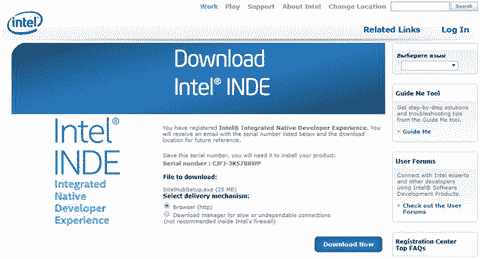 Work Play Support About Intel Change Location
Search
intel
Related Links Log In
Download
Intel® INDE
Выберите язык
Intel®
INDE
Integrated
Native
Developer
Experience
You have registered Intel® Integrated Native Developer Experience. You
will receive an email with the serial number listed below and the download
location for future reference.
Save this serial number, you will need it to install your product:
Serial number :
File to download:
IntelHubSetup.exe (25 MB)
Select delivery mechanism:
Browser (http)
Download manager for slow or undependable connections
(not recommended inside Intel's firewall)
Download Now
Guide Me Tool
Get step-by-step solutions
and troubleshooting tips
from the Guide Me tool.
Guide Me
User Forums
Connect with Intel experts
and other developers
using Intel® Software
Development Products.
Check out the User
Forums
Registration Center
Top FAQs